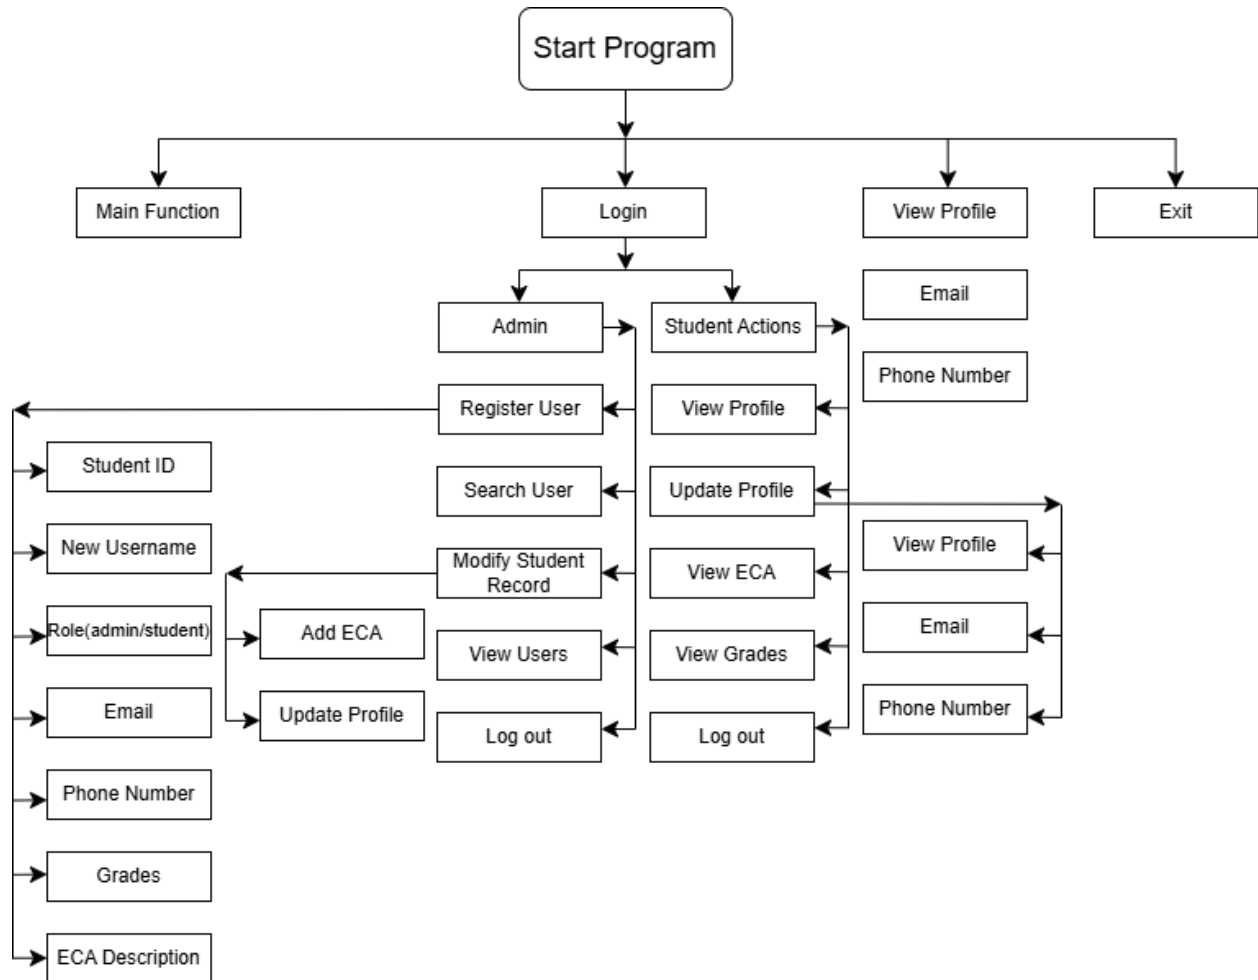 Start Program
Main Function
Login
View Profile
Exit
Admin
Student Actions
Email
Phone Number
Register User
View Profile
Student ID
Search User
Update Profile
New Username
Modify Student
Record
View ECA
View Profile
Role(admin/student)
Add ECA
View Users
View Grades
Email
Email
Update Profile
Log out
Log out
Phone Number
Phone Number
Grades
ECA Description